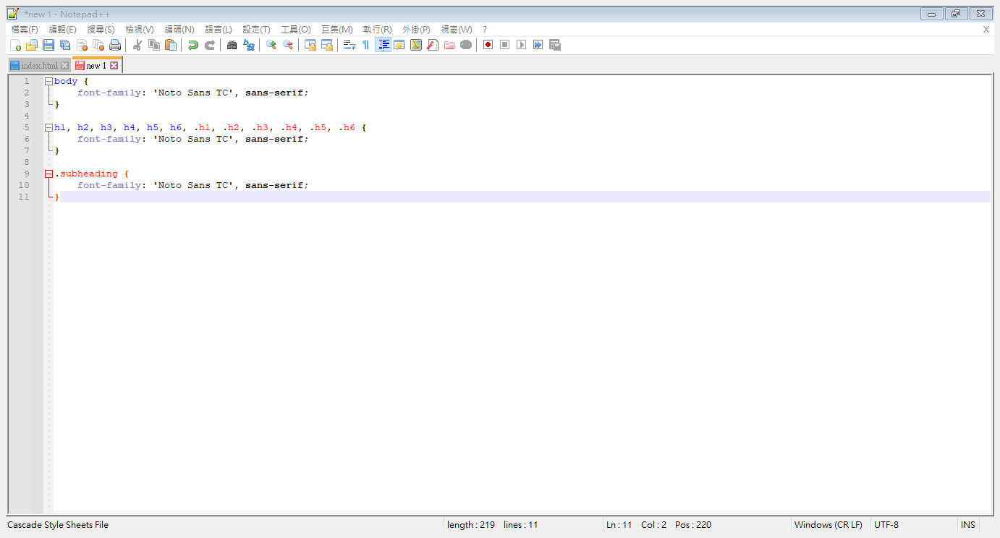 *new 1 - Notepad++
檔案(F) 編輯(E) 搜尋(S) 檢視(V) 編碼(N) 語言(L) 設定(T) 工具(O) 巨集(M) 執行(R) 外掛(P) 視窗(W) ? X
index.html new 1
1 body {
2 font-family: 'Noto Sans TC', sans-serif;
3 }
4
5 h1, h2, h3, h4, h5, h6, .h1, .h2, .h3, .h4, .h5, .h6 {
6 font-family: 'Noto Sans TC', sans-serif;
7 }
8
9 .subheading {
10 font-family: 'Noto Sans TC', sans-serif;
11 }
Cascade Style Sheets File length : 219 lines : 11 Ln : 11 Col : 2 Pos : 220 Windows (CR LF) UTF-8 INS